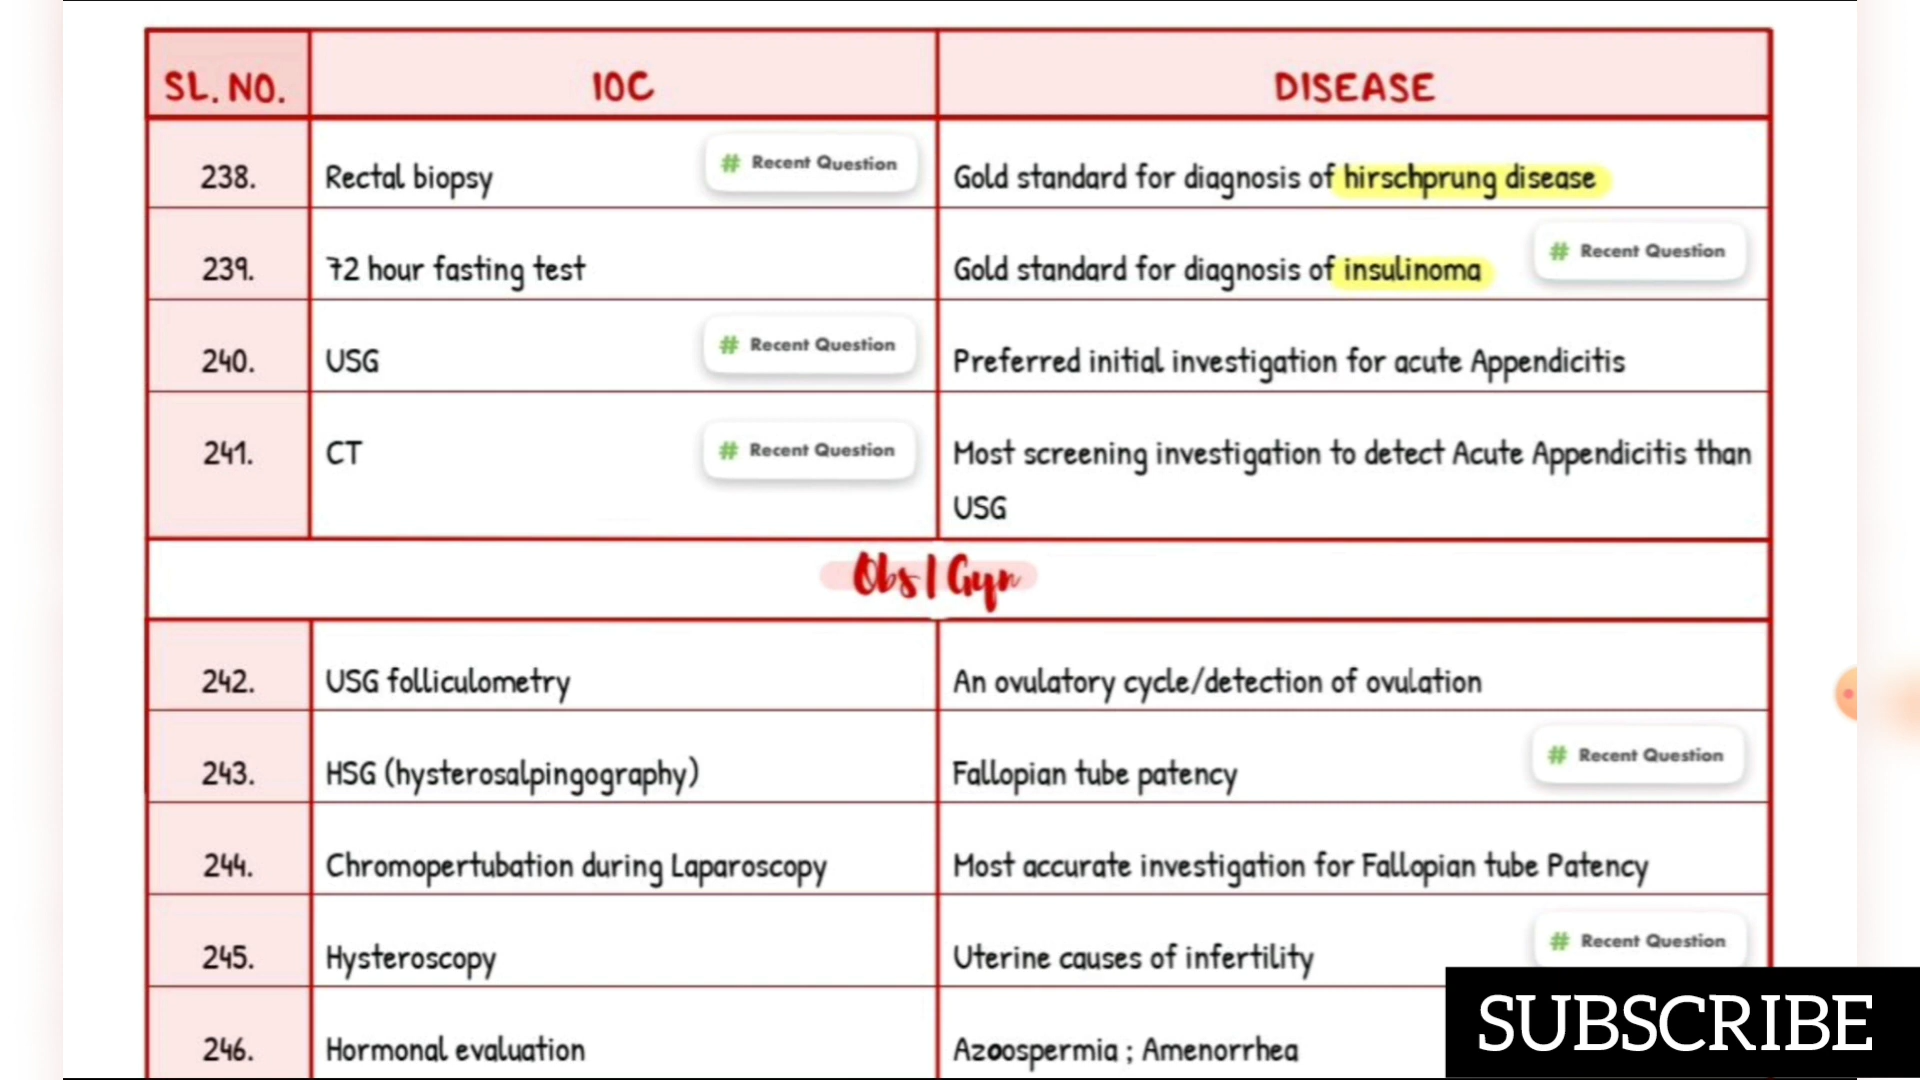 SL. NO. IOC DISEASE
238. Rectal biopsy # Recent Question Gold standard for diagnosis of hirschprung disease
239. 72 hour fasting test Gold standard for diagnosis of insulinoma # Recent Question
240. USG # Recent Question Preferred initial investigation for acute Appendicitis
241. CT # Recent Question Most screening investigation to detect Acute Appendicitis than
USG
Obs | Gyn
242. USG folliculometry An ovulatory cycle/detection of ovulation
243. HSG (hysterosalpingography) Fallopian tube patency # Recent Question
244. Chromopertubation during Laparoscopy Most accurate investigation for Fallopian tube Patency
245. Hysteroscopy Uterine causes of infertility # Recent Question
246. Hormonal evaluation Azoospermia ; Amenorrhea
SUBSCRIBE